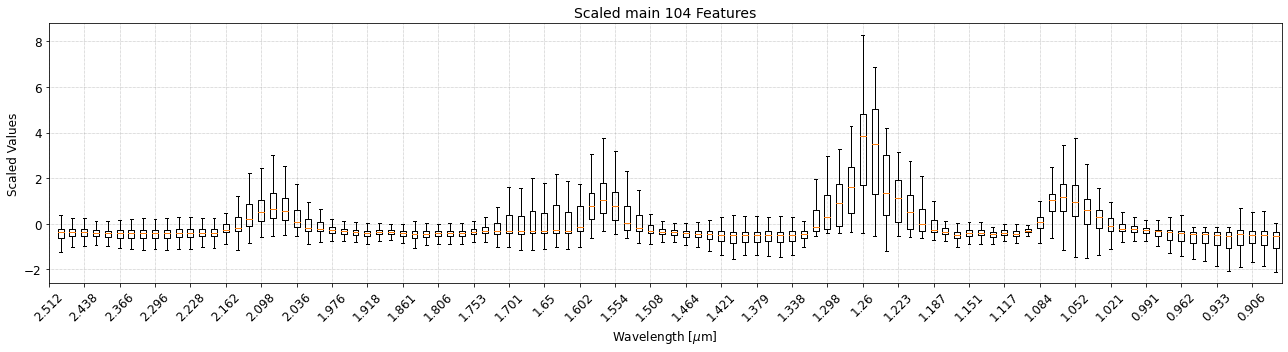 Scaled main 104 Features
Scaled Values
8
6
4
2
0
−2
2.512 2.438 2.366 2.296 2.228 2.162 2.098 2.036 1.976 1.918 1.861 1.806 1.753 1.701 1.65 1.602 1.554 1.508 1.464 1.421 1.379 1.338 1.298 1.26 1.223 1.187 1.151 1.117 1.084 1.052 1.021 0.991 0.962 0.933 0.906
Wavelength [μm]